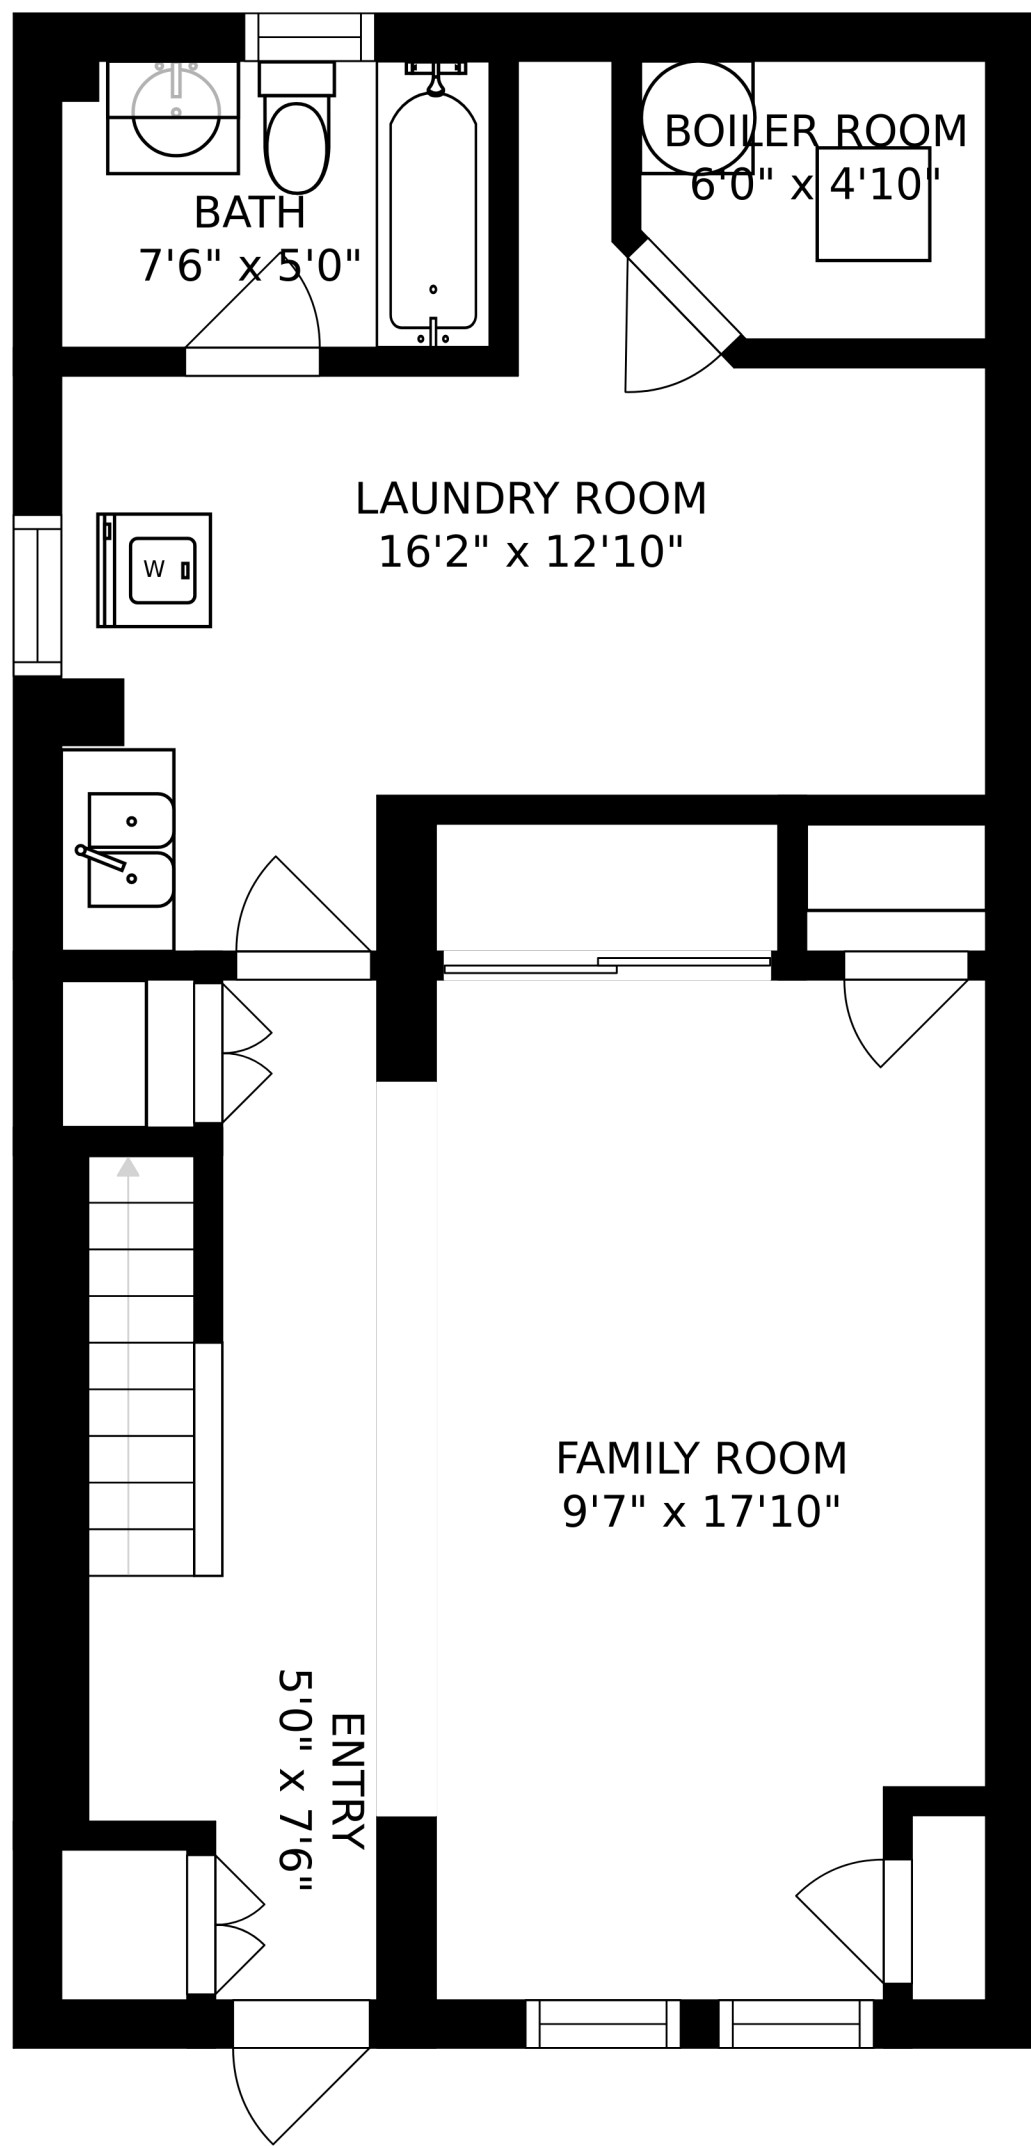 BOILER ROOM
6'0" x 4'10"
BATH
7'6" x 5'0"
LAUNDRY ROOM
16'2" x 12'10"
W
FAMILY ROOM
9'7" x 17'10"
ENTRY
5'0" x 7'6"